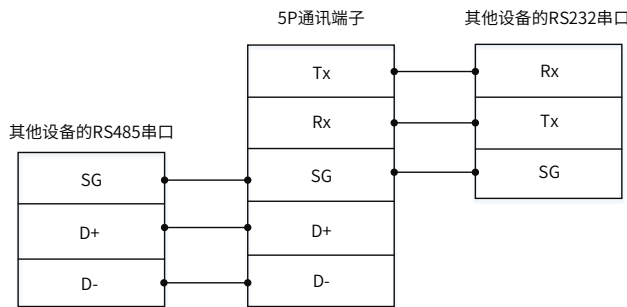 5P通讯端子
其他设备的RS232串口
Tx
Rx
Rx
Tx
其他设备的RS485串口
SG
SG
SG
D+
D+
D-
D-